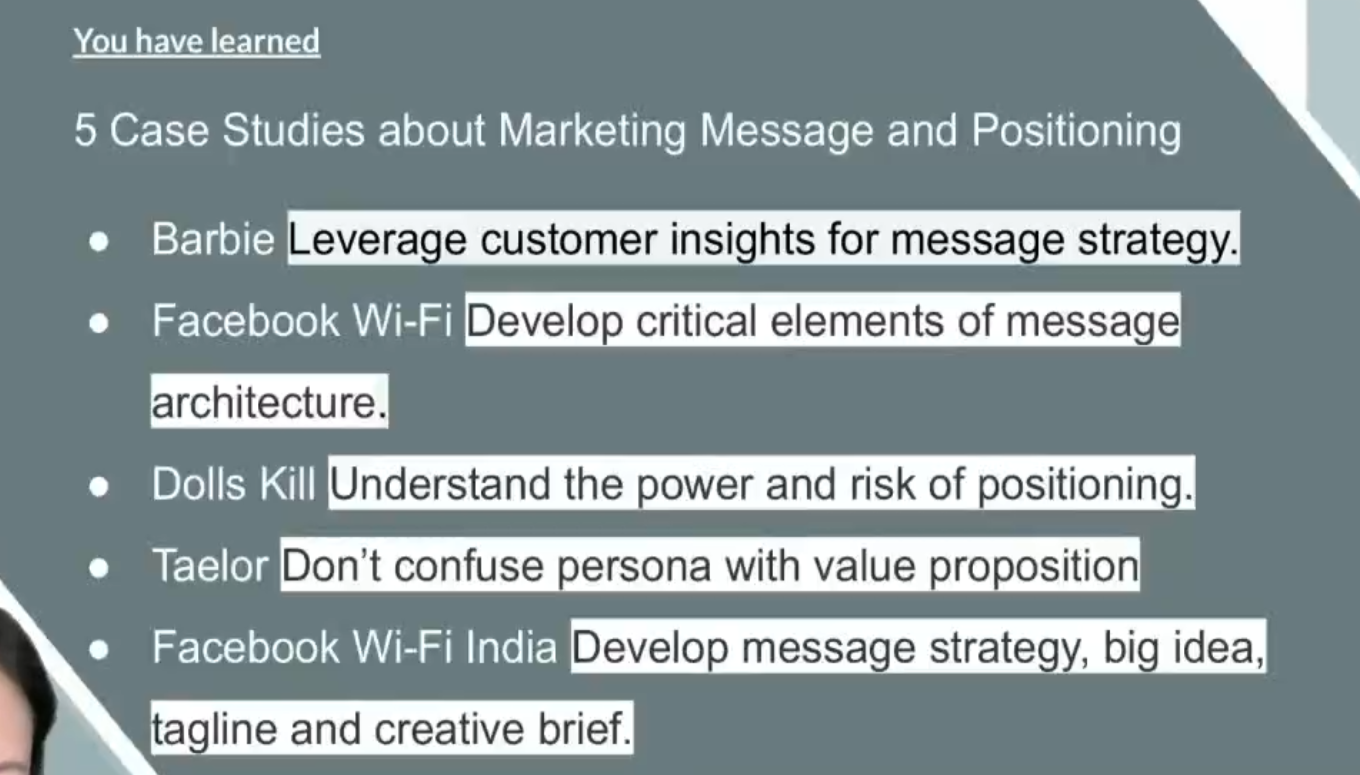 You have learned
5 Case Studies about Marketing Message and Positioning
● Barbie Leverage customer insights for message strategy.
● Facebook Wi-Fi Develop critical elements of message
architecture.
● Dolls Kill Understand the power and risk of positioning.
● Taelor Don’t confuse persona with value proposition
● Facebook Wi-Fi India Develop message strategy, big idea,
tagline and creative brief.